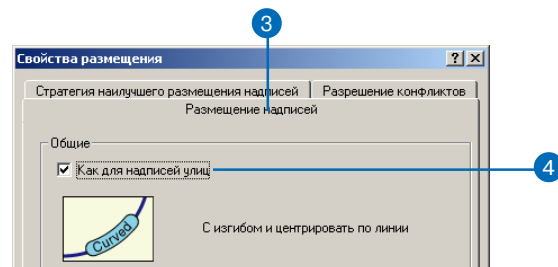 3
Свойства размещения
Стратегия наилучшего размещения надписей Разрешение конфликтов
Размещение надписей
Общие
Как для надписей улиц 4
Curved С изгибом и центрировать по линии